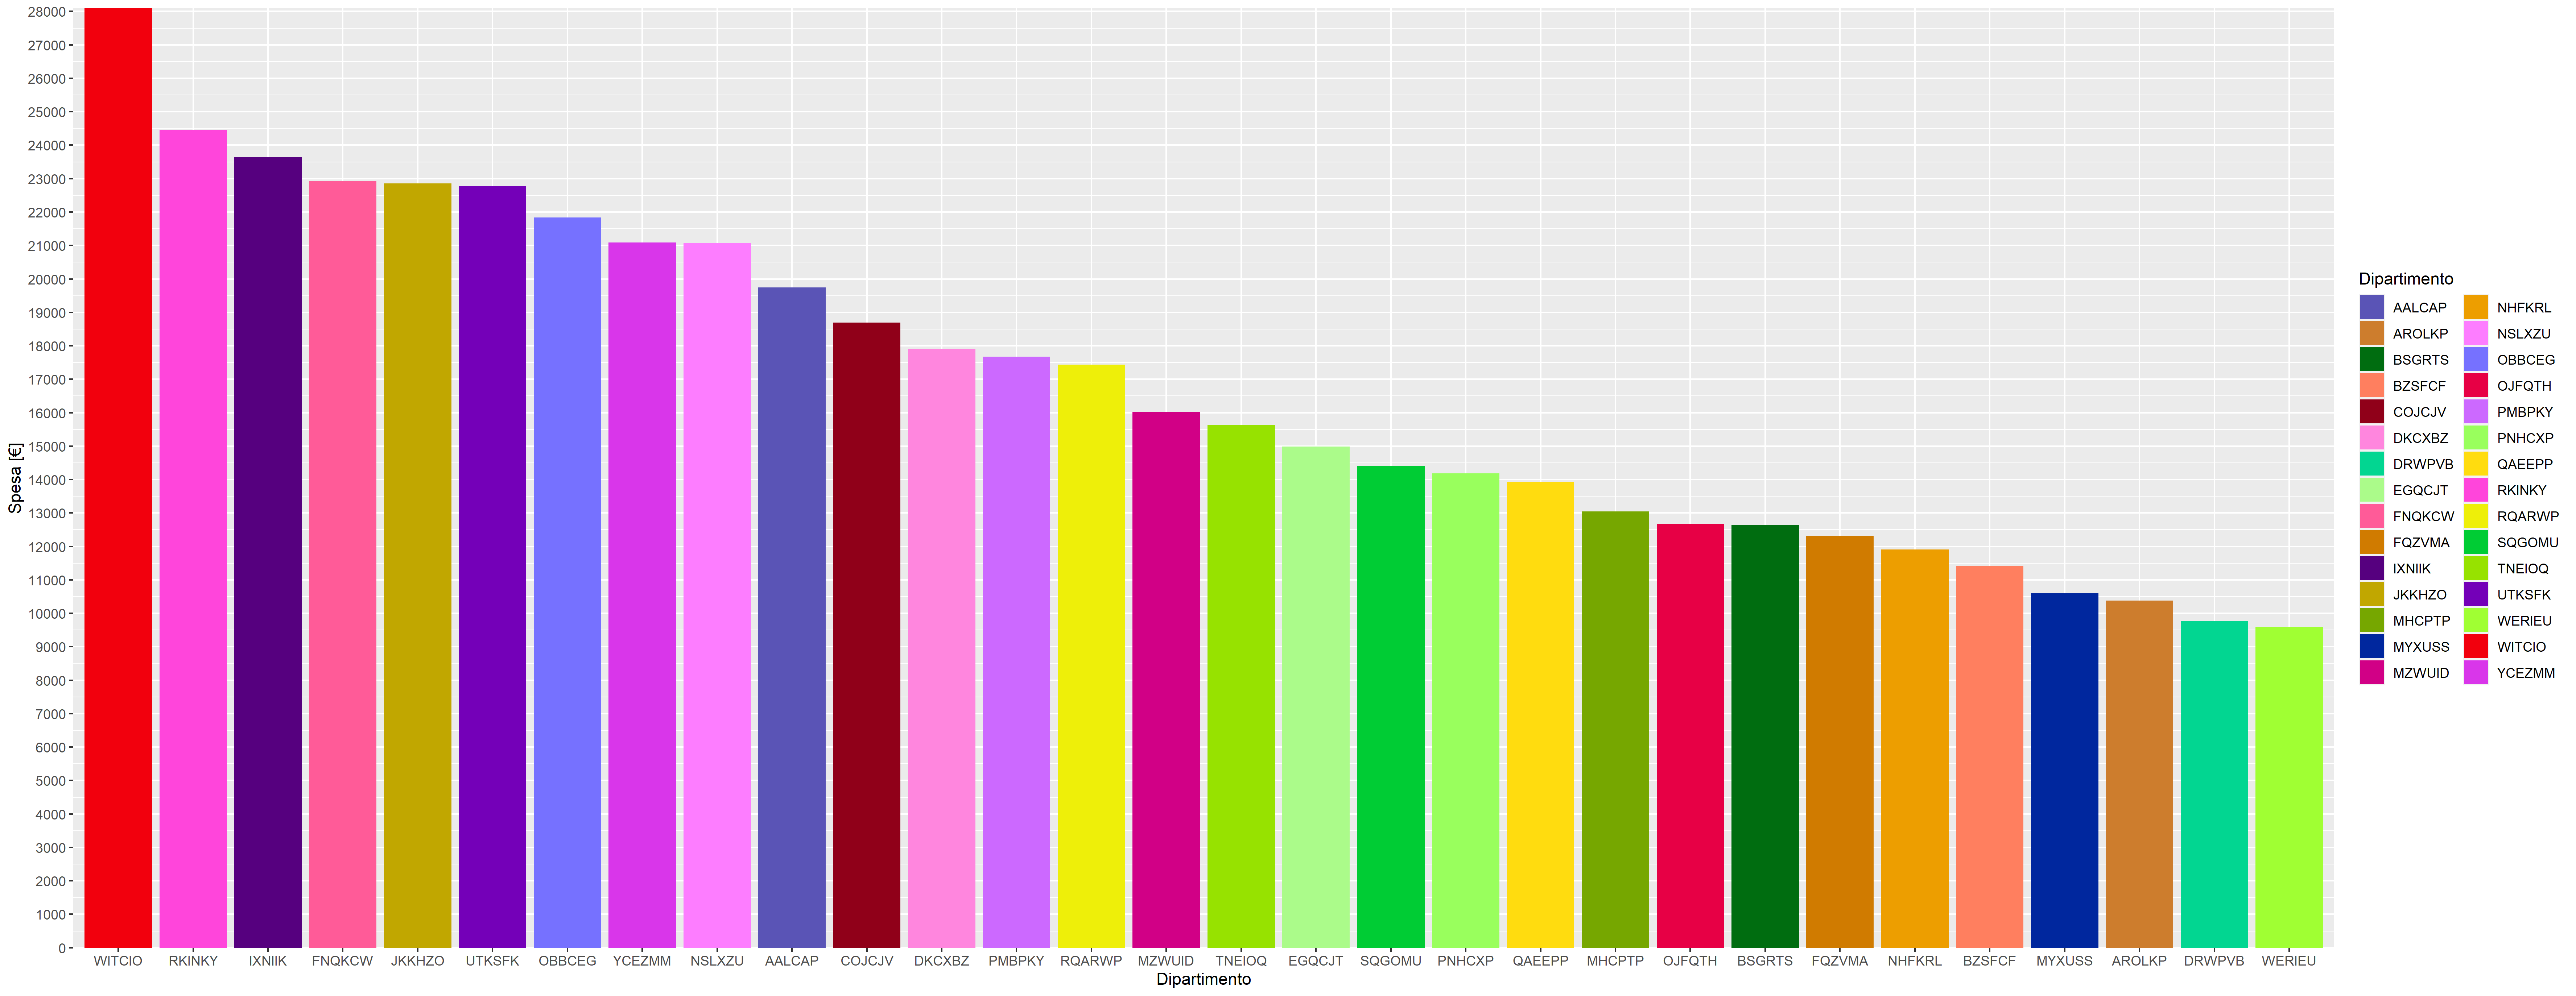 28000
27000
26000
25000
24000
23000
22000
21000
20000
19000
18000
17000
16000
15000
14000
13000
12000
11000
10000
9000
8000
7000
6000
5000
4000
3000
2000
1000
0
Spesa [€]
WITCIO RKINKY IXNIIK FNQKCW JKKHZO UTKSFK OBBCEG YCEZMM NSLXZU AALCAP COJCJV DKCXBZ PMBPKY RQARWP MZWUID TNEIOQ EGQCJT SQGOMU PNHCXP QAEEPP MHCPTP OJFQTH BSGRTS FQZVMA NHFKRL BZSFCF MYXUSS AROLKP DRWPVB WERIEU
Dipartimento
Dipartimento
AALCAP NHFKRL
AROLKP NSLXZU
BSGRTS OBBCEG
BZSFCF OJFQTH
COJCJV PMBPKY
DKCXBZ PNHCXP
DRWPVB QAEEPP
EGQCJT RKINKY
FNQKCW RQARWP
FQZVMA SQGOMU
IXNIIK TNEIOQ
JKKHZO UTKSFK
MHCPTP WERIEU
MYXUSS WITCIO
MZWUID YCEZMM